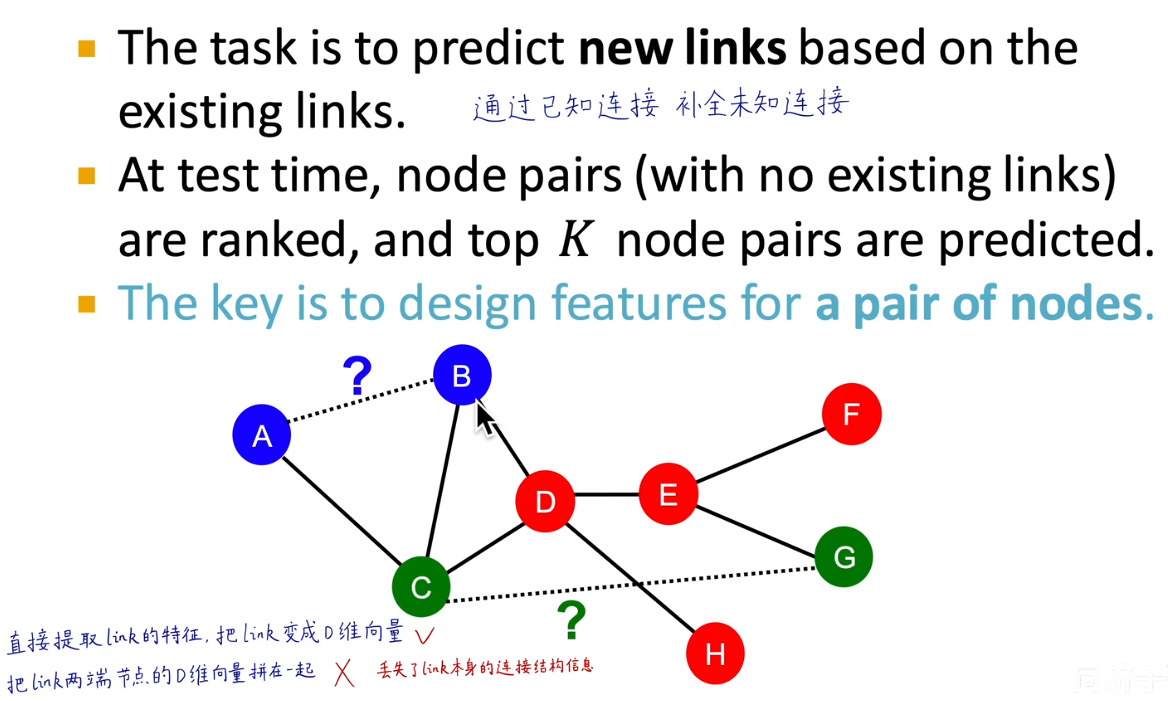 The task is to predict new links based on the
existing links.
通过已知连接 补全未知连接
At test time, node pairs (with no existing links)
are ranked, and top K node pairs are predicted.
The key is to design features for a pair of nodes.
?
B
A
F
D
E
G
C
?
H
直接提取link的特征,把link变成D维向量 ✓
把link两端节点的D维向量拼在一起 ✗ 丢失了link本身的连接结构信息